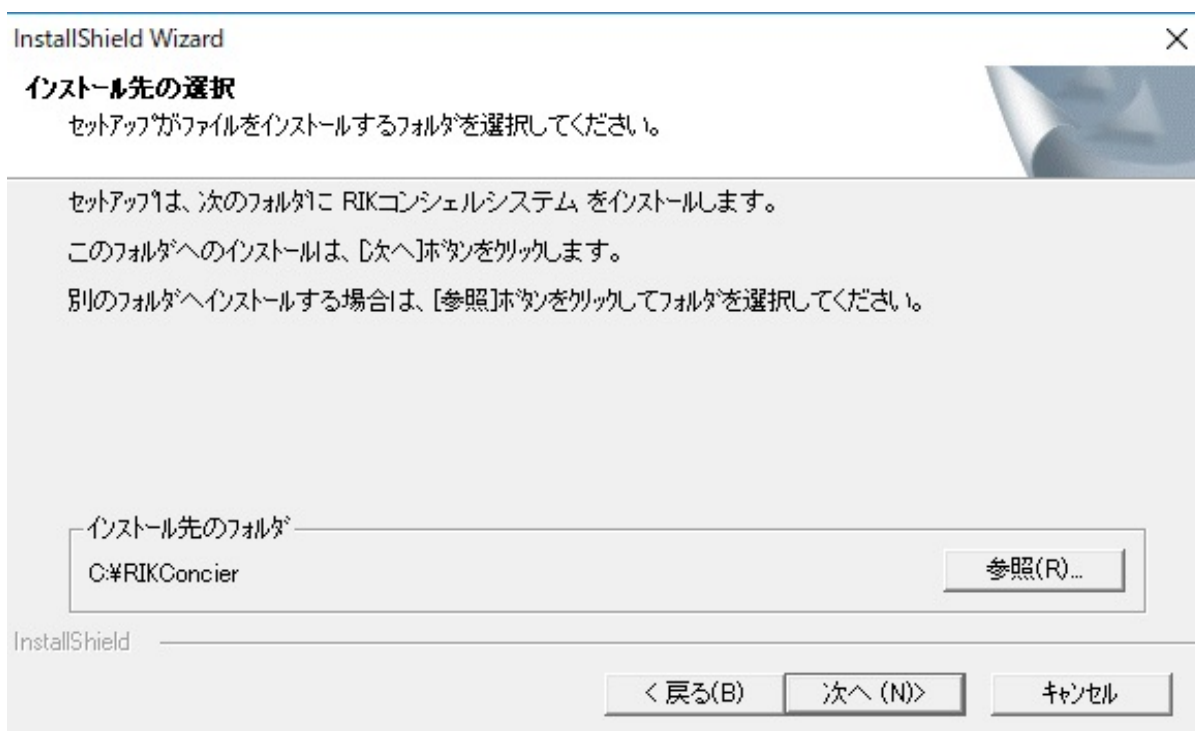 InstallShield Wizard
インストール先の選択
セットアップがファイルをインストールするフォルダを選択してください。
セットアップは、次のフォルダに RIKコンシェルシステム をインストールします。
このフォルダへのインストールは、[次へ]ボタンをクリックします。
別のフォルダへインストールする場合は、[参照]ボタンをクリックしてフォルダを選択してください。
インストール先のフォルダ
C:¥RIKConcier
参照(R)...
InstallShield
< 戻る(B)
次へ (N)>
キャンセル